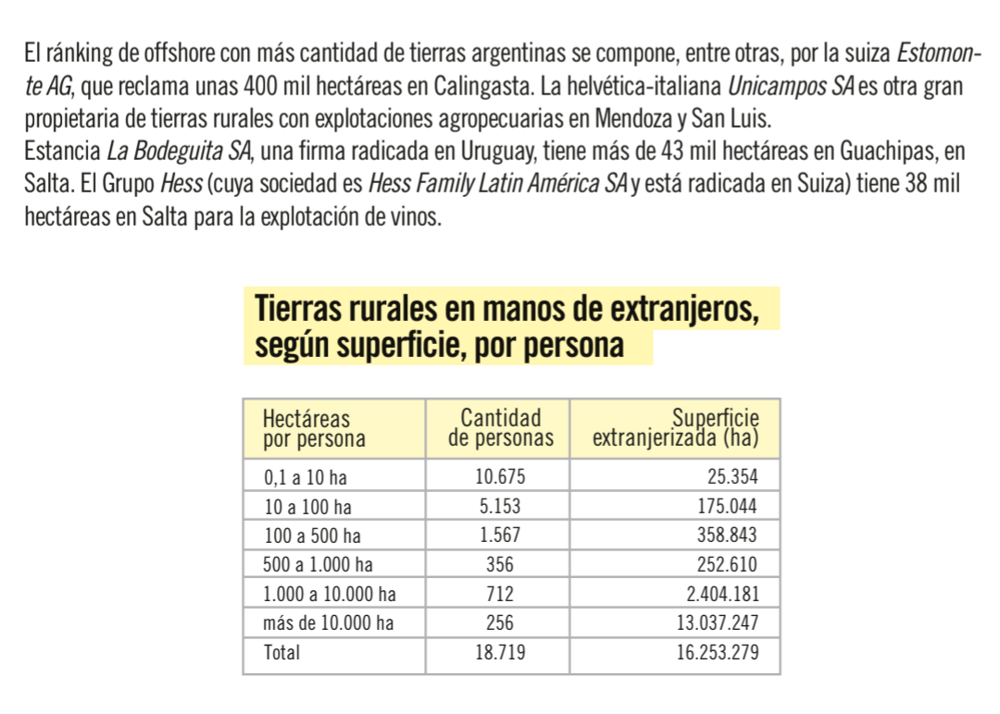 El ránking de offshore con más cantidad de tierras argentinas se compone, entre otras, por la suiza Estomon-
te AG, que reclama unas 400 mil hectáreas en Calingasta. La helvética-italiana Unicampos SA es otra gran
propietaria de tierras rurales con explotaciones agropecuarias en Mendoza y San Luis.
Estancia La Bodeguita SA, una firma radicada en Uruguay, tiene más de 43 mil hectáreas en Guachipas, en
Salta. El Grupo Hess (cuya sociedad es Hess Family Latin América SA y está radicada en Suiza) tiene 38 mil
hectáreas en Salta para la explotación de vinos.
Tierras rurales en manos de extranjeros,
según superficie, por persona
Hectáreas por persona | Cantidad de personas | Superficie extranjerizada (ha)
0,1 a 10 ha | 10.675 | 25.354
10 a 100 ha | 5.153 | 175.044
100 a 500 ha | 1.567 | 358.843
500 a 1.000 ha | 356 | 252.610
1.000 a 10.000 ha | 712 | 2.404.181
más de 10.000 ha | 256 | 13.037.247
Total | 18.719 | 16.253.279